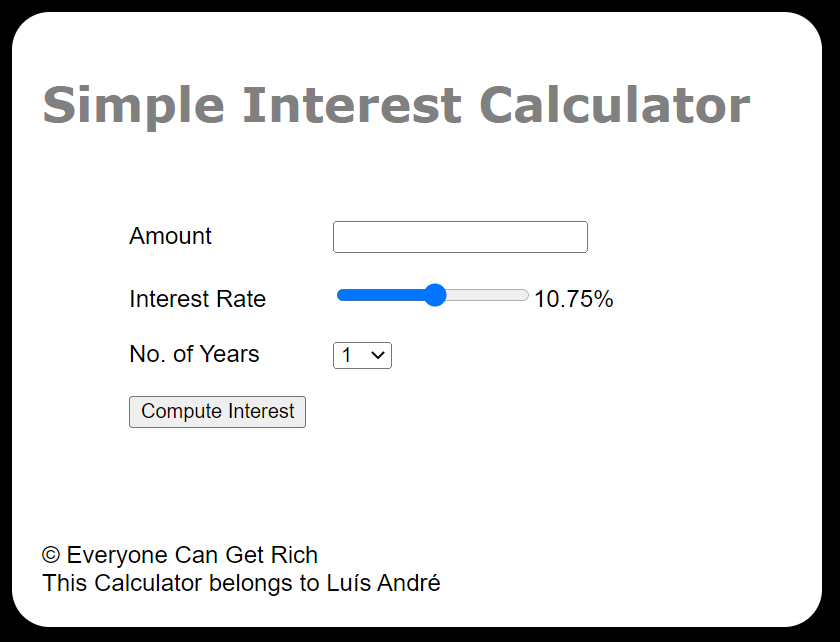 Simple Interest Calculator
Amount
Interest Rate 10.75%
No. of Years 1
Compute Interest
© Everyone Can Get Rich
This Calculator belongs to Luís André